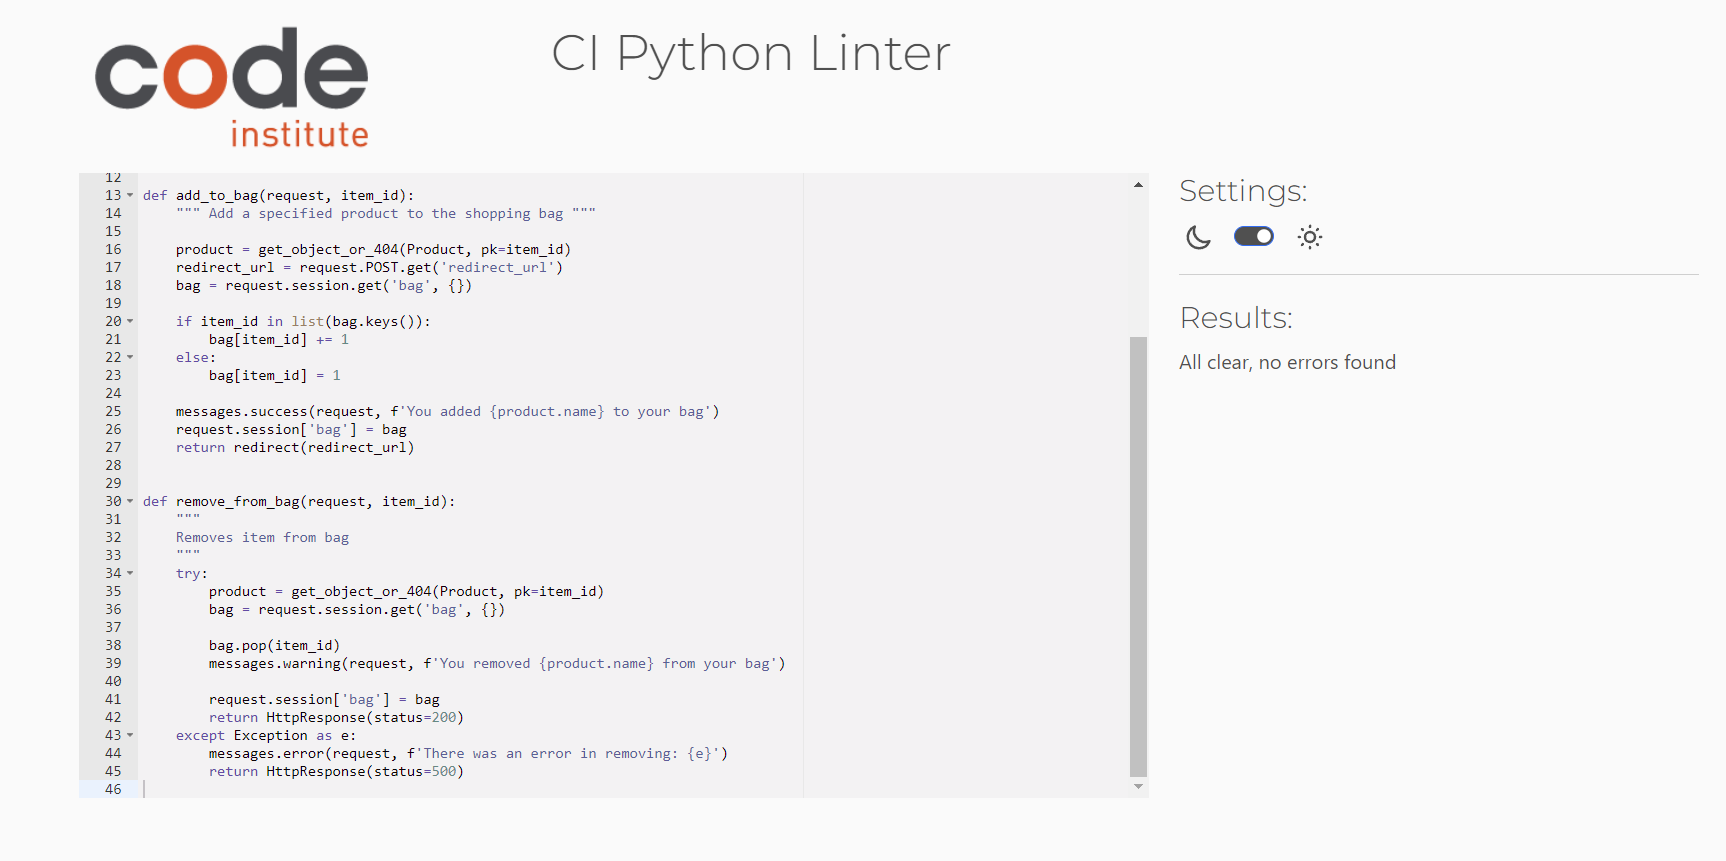 code
institute
CI Python Linter
12
13 def add_to_bag(request, item_id):
14     """ Add a specified product to the shopping bag """
15
16     product = get_object_or_404(Product, pk=item_id)
17     redirect_url = request.POST.get('redirect_url')
18     bag = request.session.get('bag', {})
19
20     if item_id in list(bag.keys()):
21         bag[item_id] += 1
22     else:
23         bag[item_id] = 1
24
25     messages.success(request, f'You added {product.name} to your bag')
26     request.session['bag'] = bag
27     return redirect(redirect_url)
28
29
30 def remove_from_bag(request, item_id):
31     """
32     Removes item from bag
33     """
34     try:
35         product = get_object_or_404(Product, pk=item_id)
36         bag = request.session.get('bag', {})
37
38         bag.pop(item_id)
39         messages.warning(request, f'You removed {product.name} from your bag')
40
41         request.session['bag'] = bag
42         return HttpResponse(status=200)
43     except Exception as e:
44         messages.error(request, f'There was an error in removing: {e}')
45         return HttpResponse(status=500)
46
Settings:
Results:
All clear, no errors found